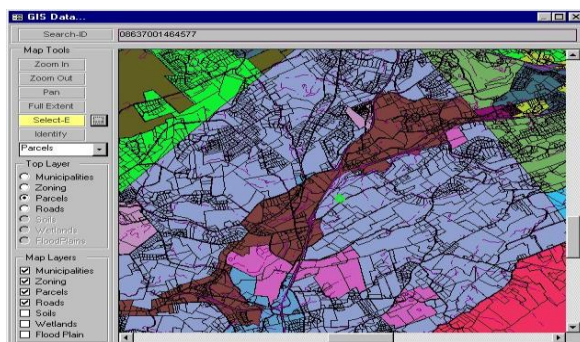 GIS Data...
Search-ID 08637001464577
Map Tools
Zoom In
Zoom Out
Pan
Full Extent
Select-E
Identify
Parcels
Top Layer
Municipalities
Zoning
Parcels
Roads
Soils
Wetlands
FloodPlains
Map Layers
Municipalities
Zoning
Parcels
Roads
Soils
Wetlands
Flood Plain